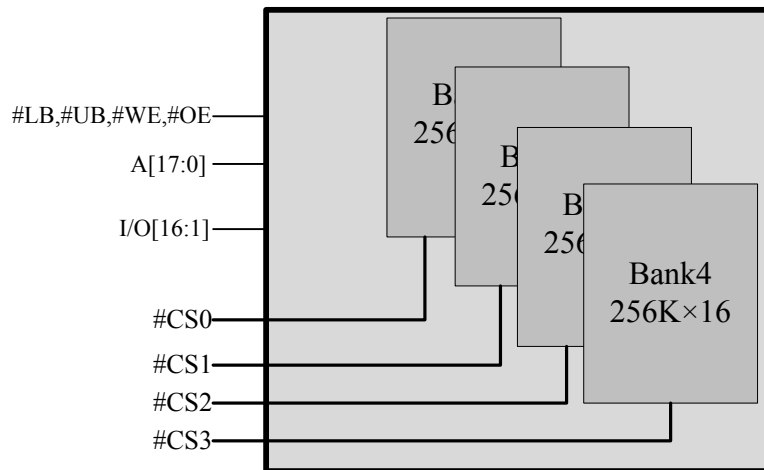 #LB,#UB,#WE,#OE
A[17:0]
I/O[16:1]
#CS0
#CS1
#CS2
#CS3
Bank4
256K×16